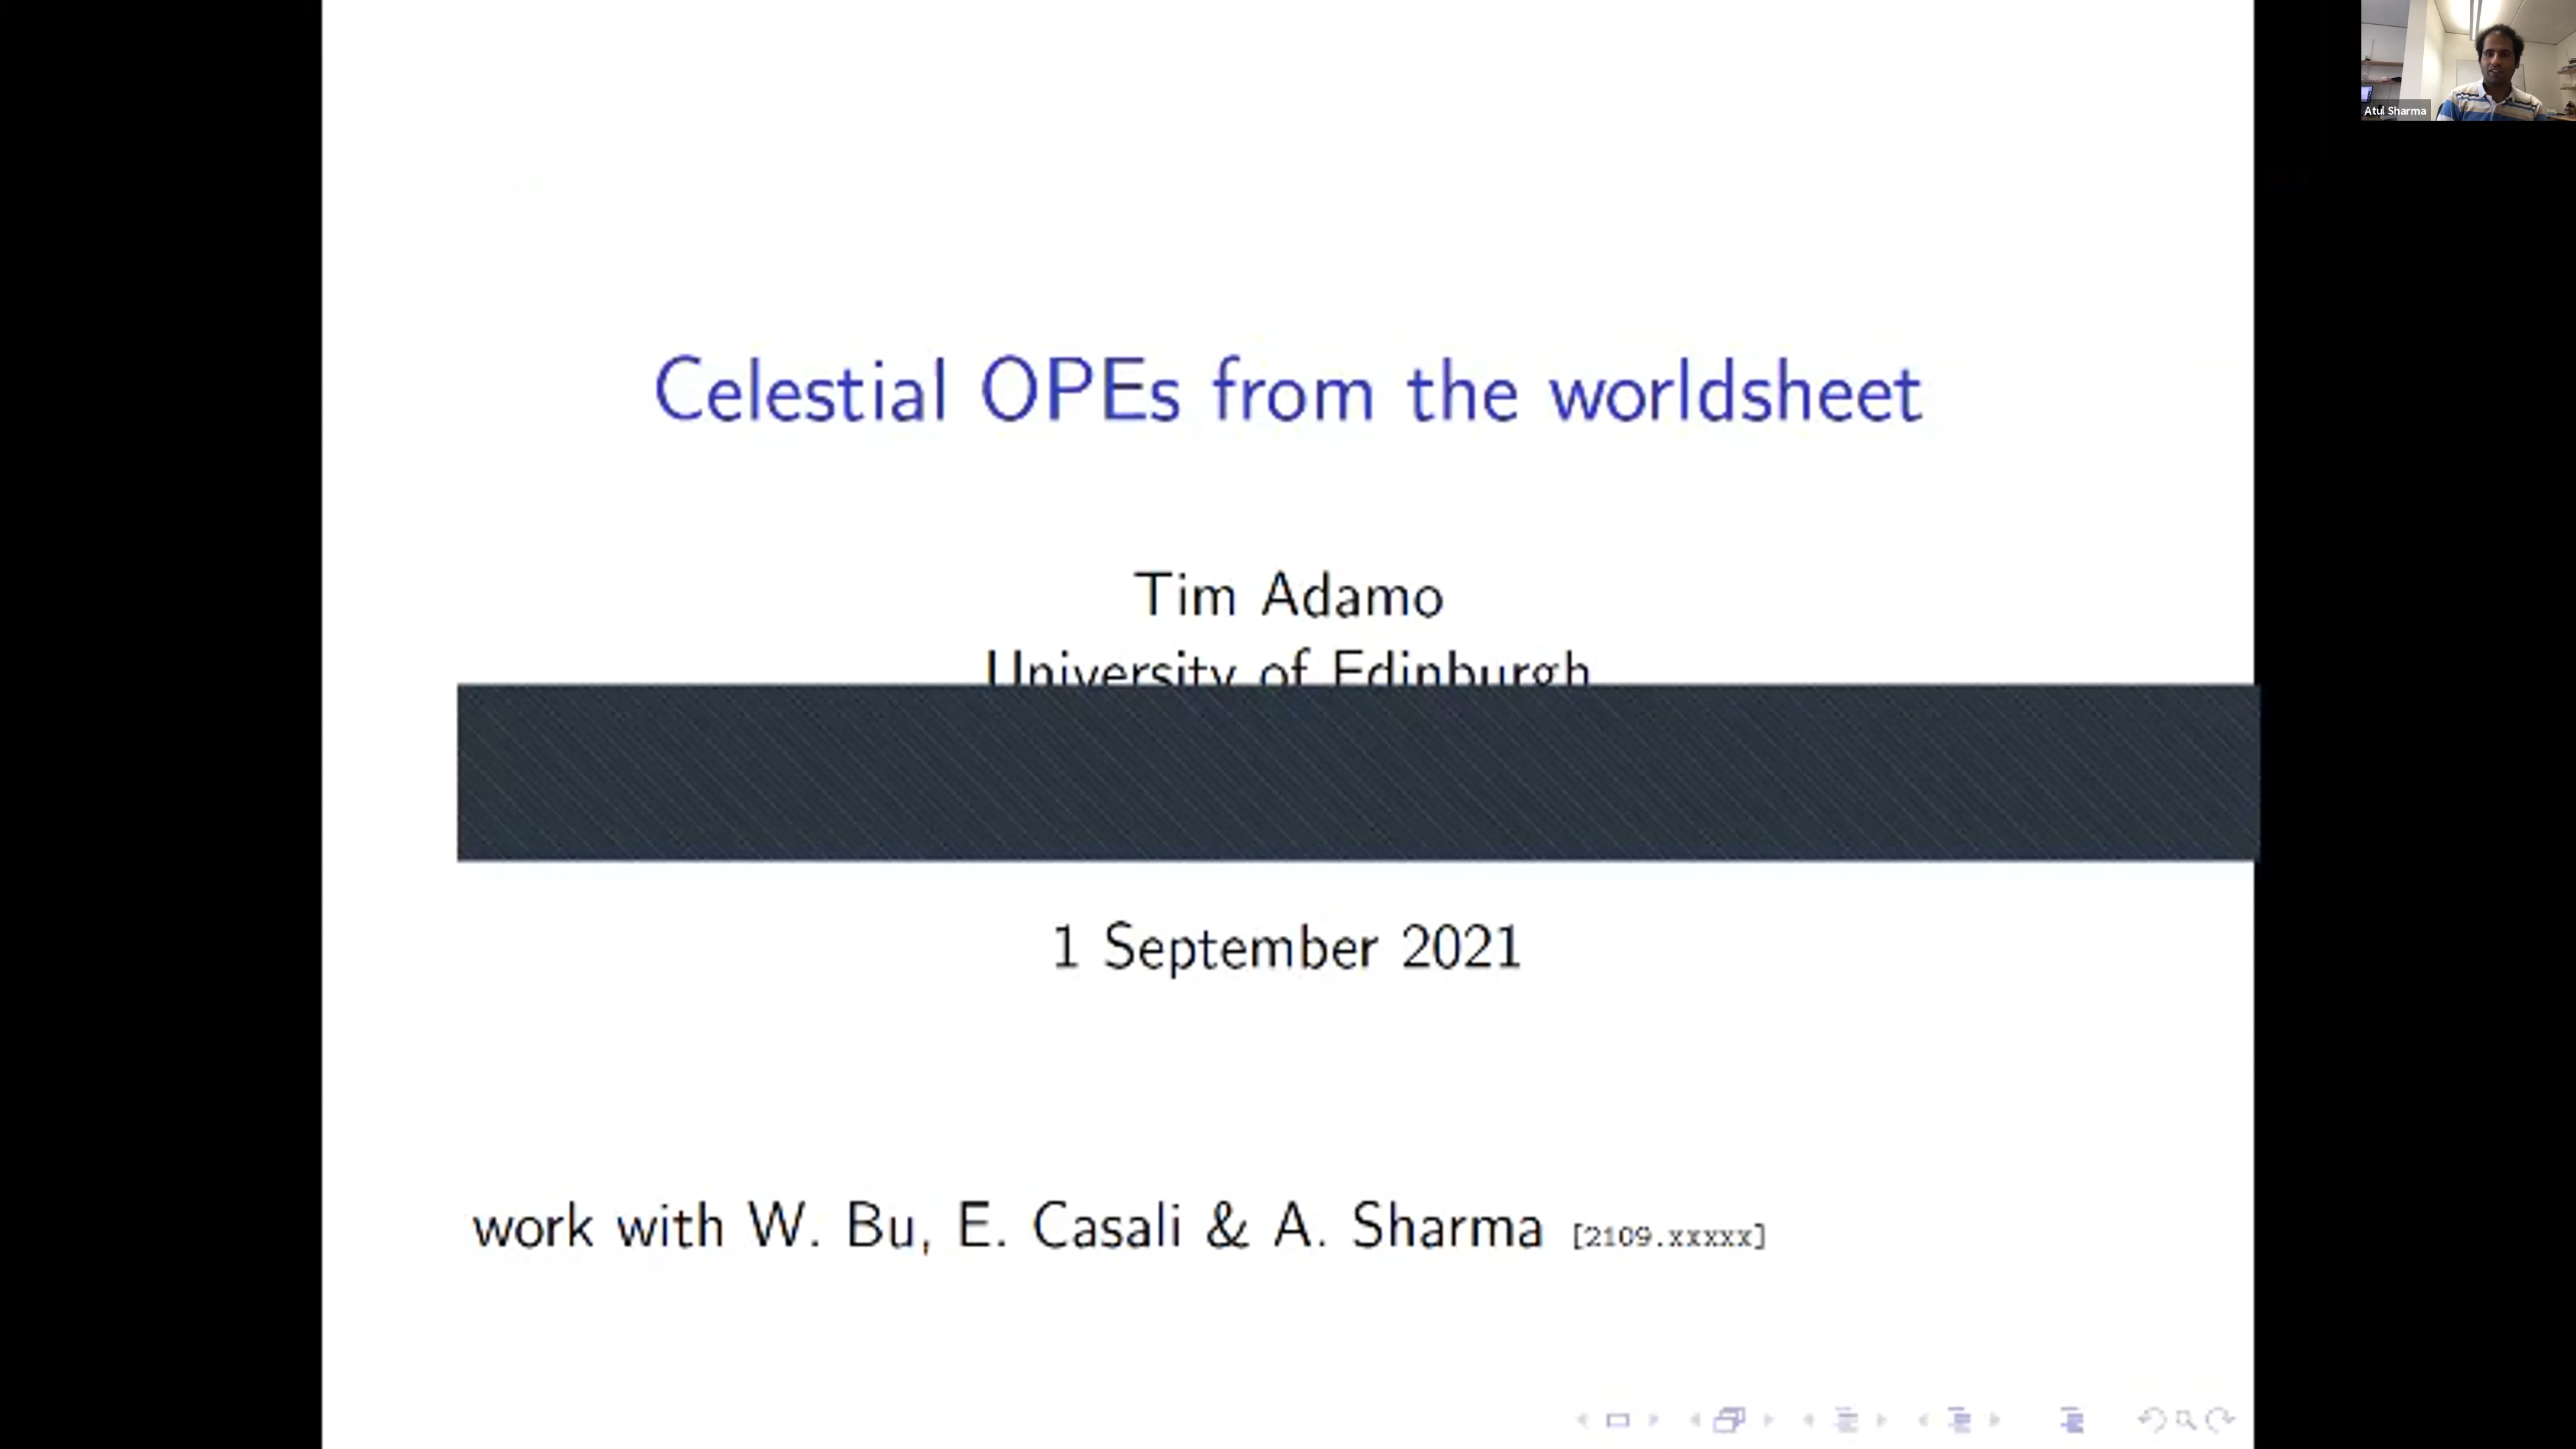 Atul Sharma
Celestial OPEs from the worldsheet
Tim Adamo
University of Edinburgh
1 September 2021
work with W. Bu, E. Casali & A. Sharma [2109.xxxxx]